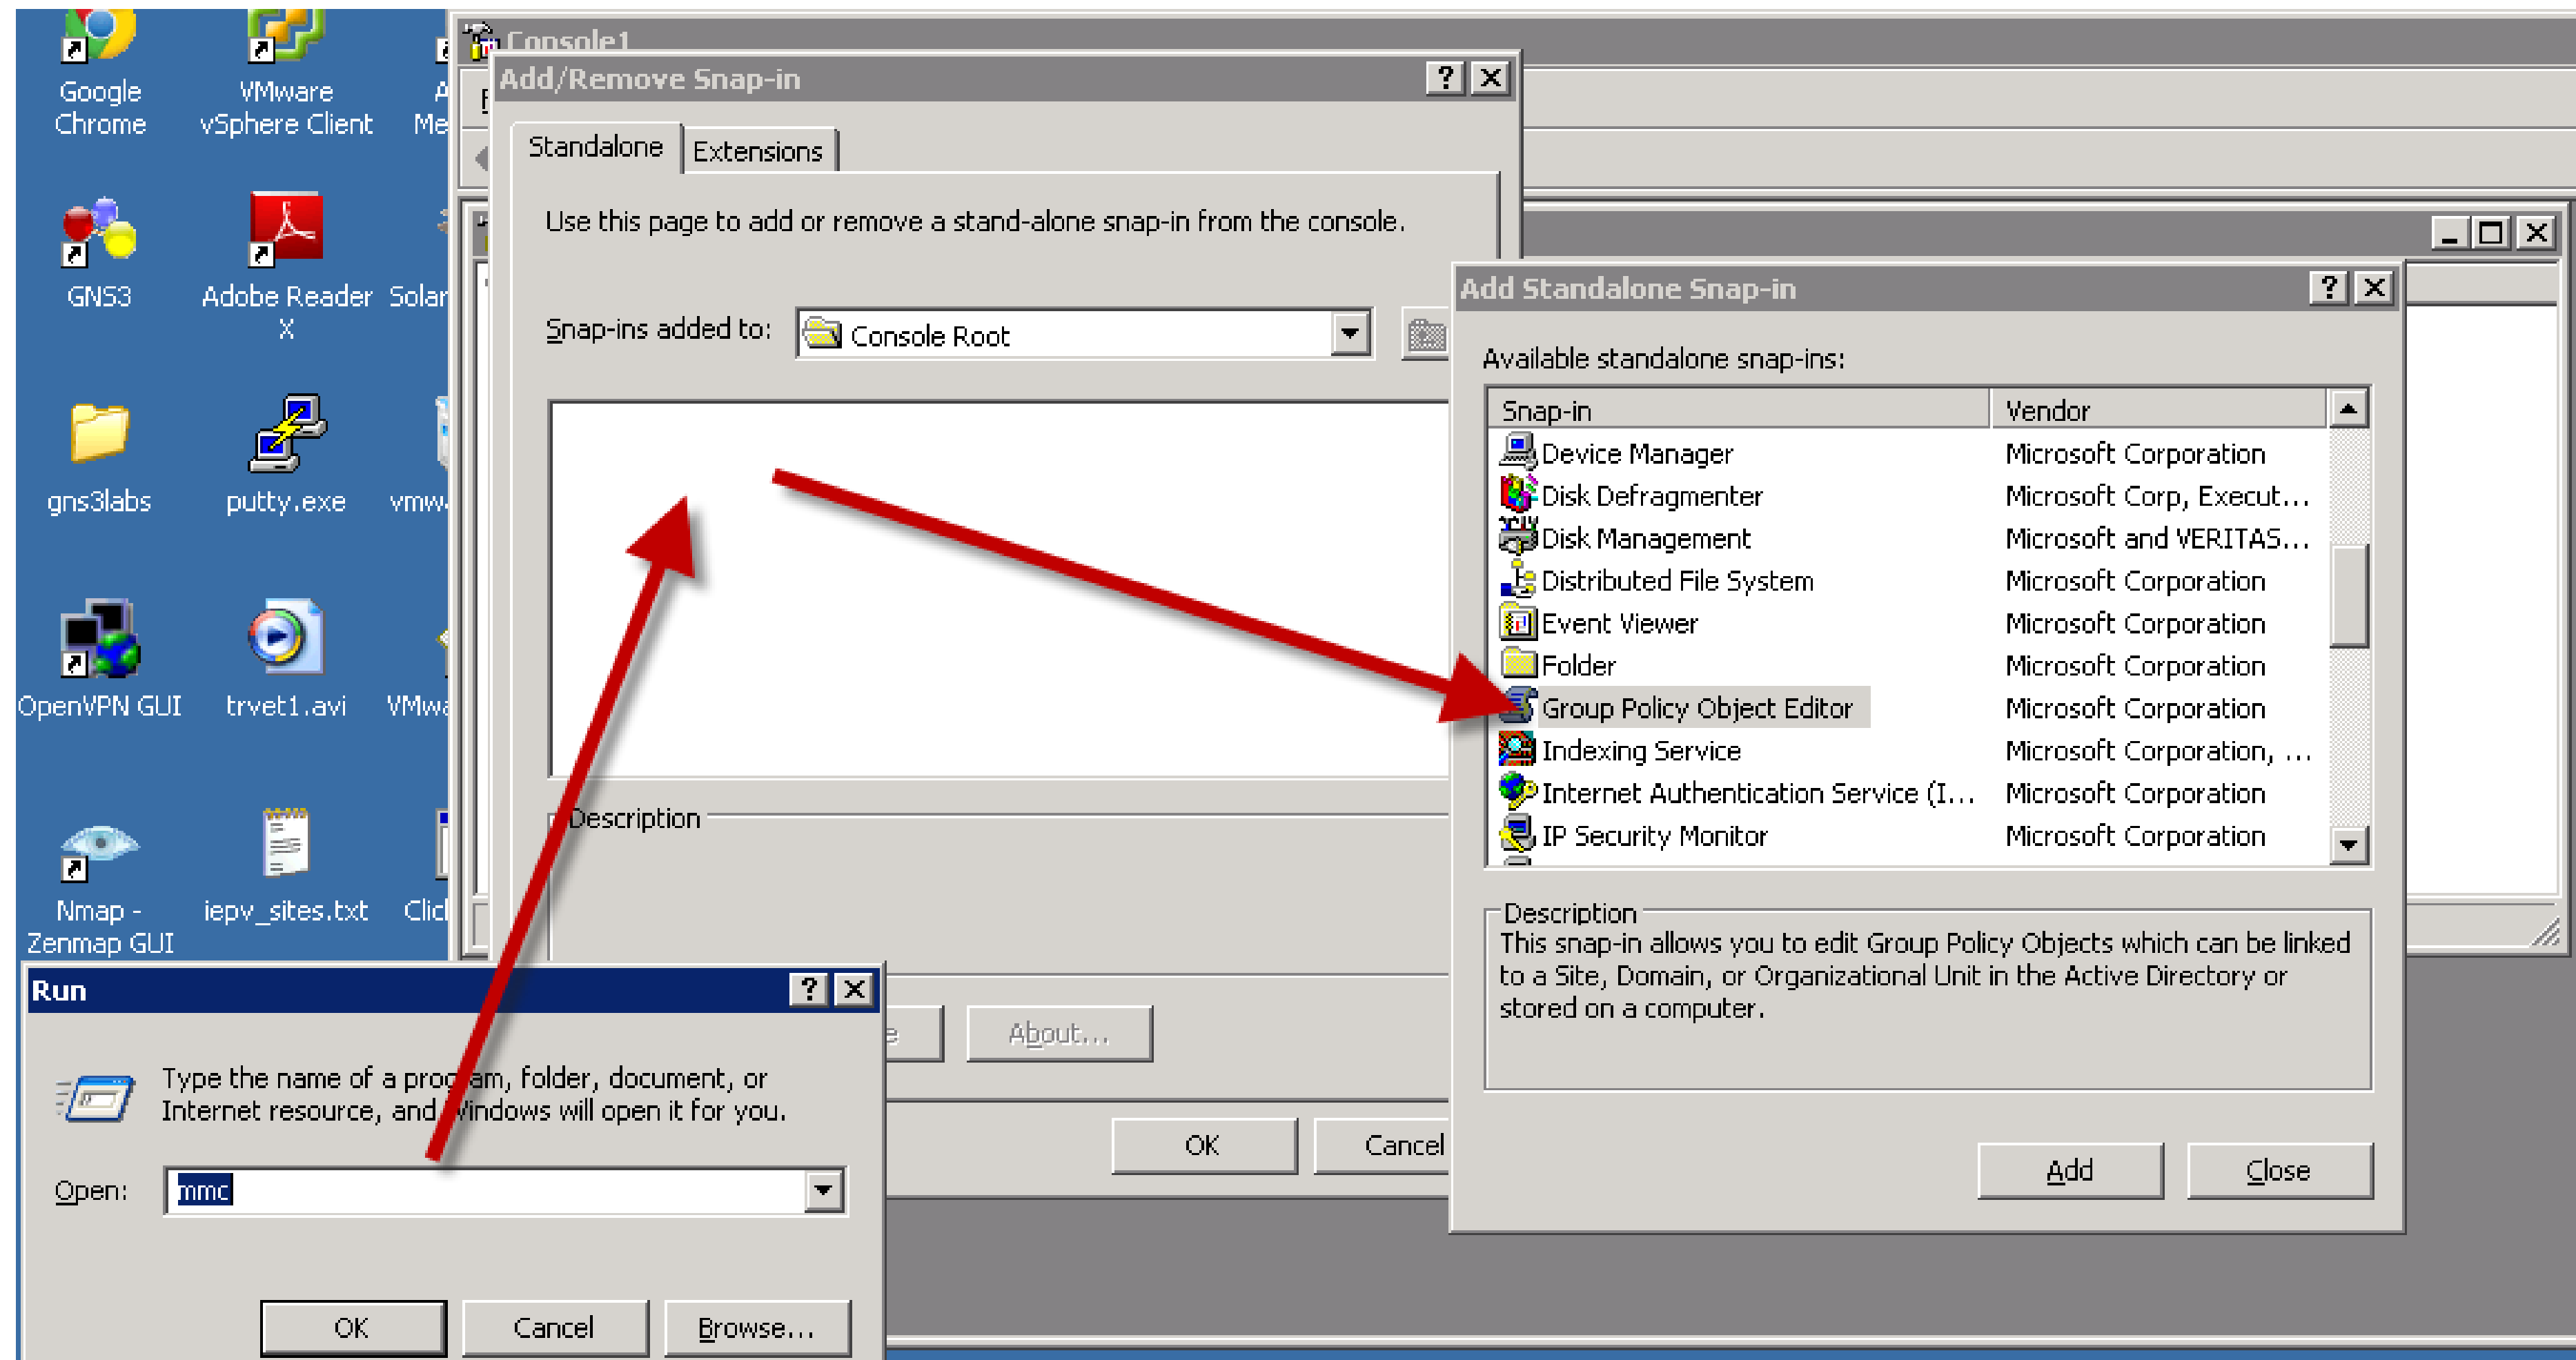 Google
Chrome
VMware
vSphere Client
GNS3
Adobe Reader
X
gns3labs
putty.exe
OpenVPN GUI
trvet1.avi
Nmap -
Zenmap GUI
iepv_sites.txt
Console1
Add/Remove Snap-in
Standalone
Extensions
Use this page to add or remove a stand-alone snap-in from the console.
Snap-ins added to:
Console Root
Description
About...
OK
Cancel
Add Standalone Snap-in
Available standalone snap-ins:
Snap-in Vendor
Device Manager Microsoft Corporation
Disk Defragmenter Microsoft Corp, Execut...
Disk Management Microsoft and VERITAS...
Distributed File System Microsoft Corporation
Event Viewer Microsoft Corporation
Folder Microsoft Corporation
Group Policy Object Editor Microsoft Corporation
Indexing Service Microsoft Corporation, ...
Internet Authentication Service (I... Microsoft Corporation
IP Security Monitor Microsoft Corporation
Description
This snap-in allows you to edit Group Policy Objects which can be linked
to a Site, Domain, or Organizational Unit in the Active Directory or
stored on a computer.
Add
Close
Run
Type the name of a program, folder, document, or
Internet resource, and Windows will open it for you.
Open:
mmc
OK
Cancel
Browse...